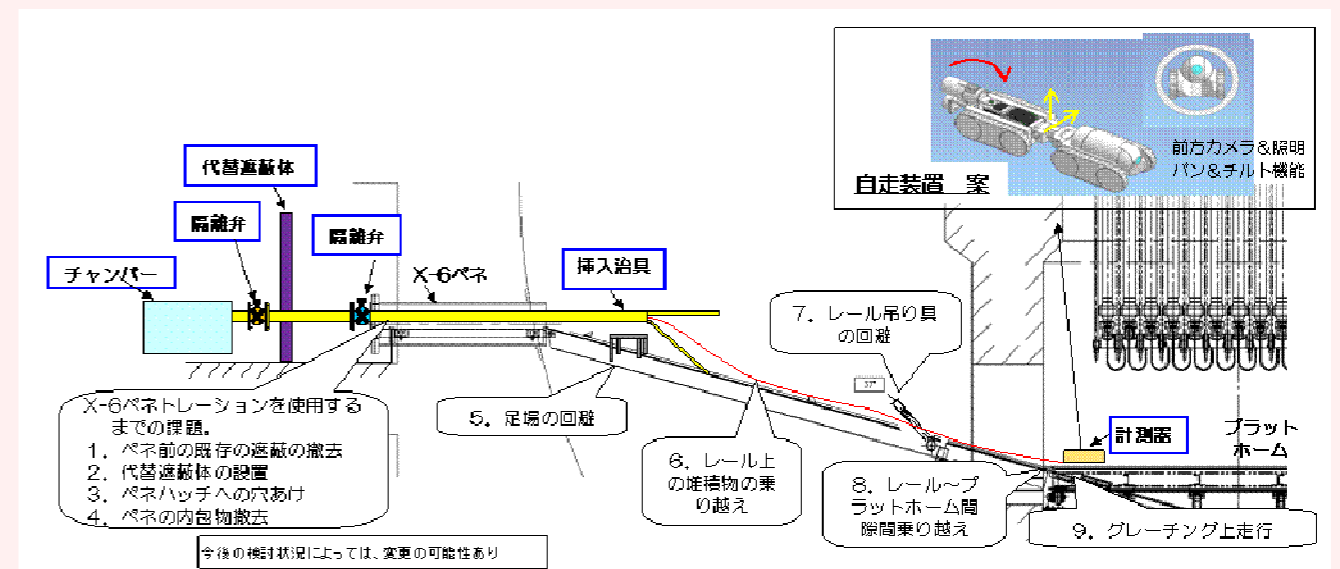 前方カメラ&照明
パン&チルト機能
自走装置 案
代替遮蔽体
隔離弁
隔離弁
チャンバー
X-6ペネ
挿入治具
7. レール吊り具
の回避
計測器
プラット
ホーム
X-6ペネトレーションを使用する
までの課題。
1. ペネ前の既存の遮蔽の撤去
2. 代替遮蔽体の設置
3. ペネハッチへの穴あけ
4. ペネの内包物撤去
5. 足場の回避
6. レール上
の堆積物の乗
り越え
8. レール～プ
ラットホーム間
隙間乗り越え
9. グレーチング上走行
今後の検討状況によっては、変更の可能性あり